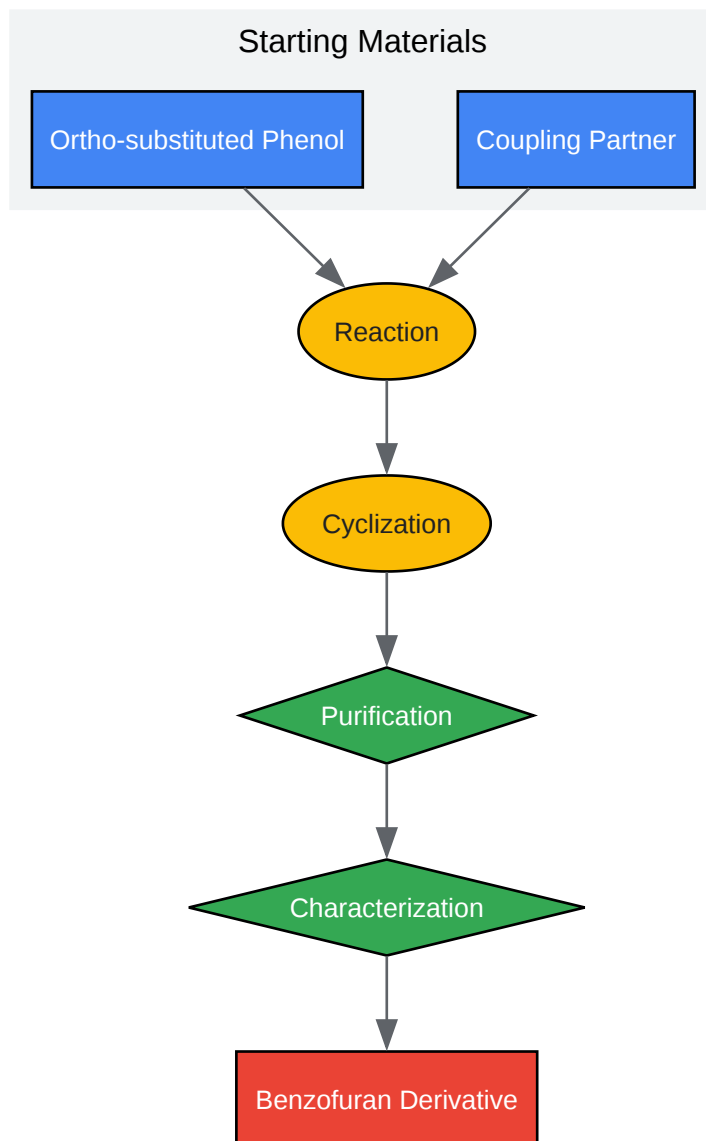 Starting Materials
Ortho-substituted Phenol
Coupling Partner
Reaction
Cyclization
Purification
Characterization
Benzofuran Derivative